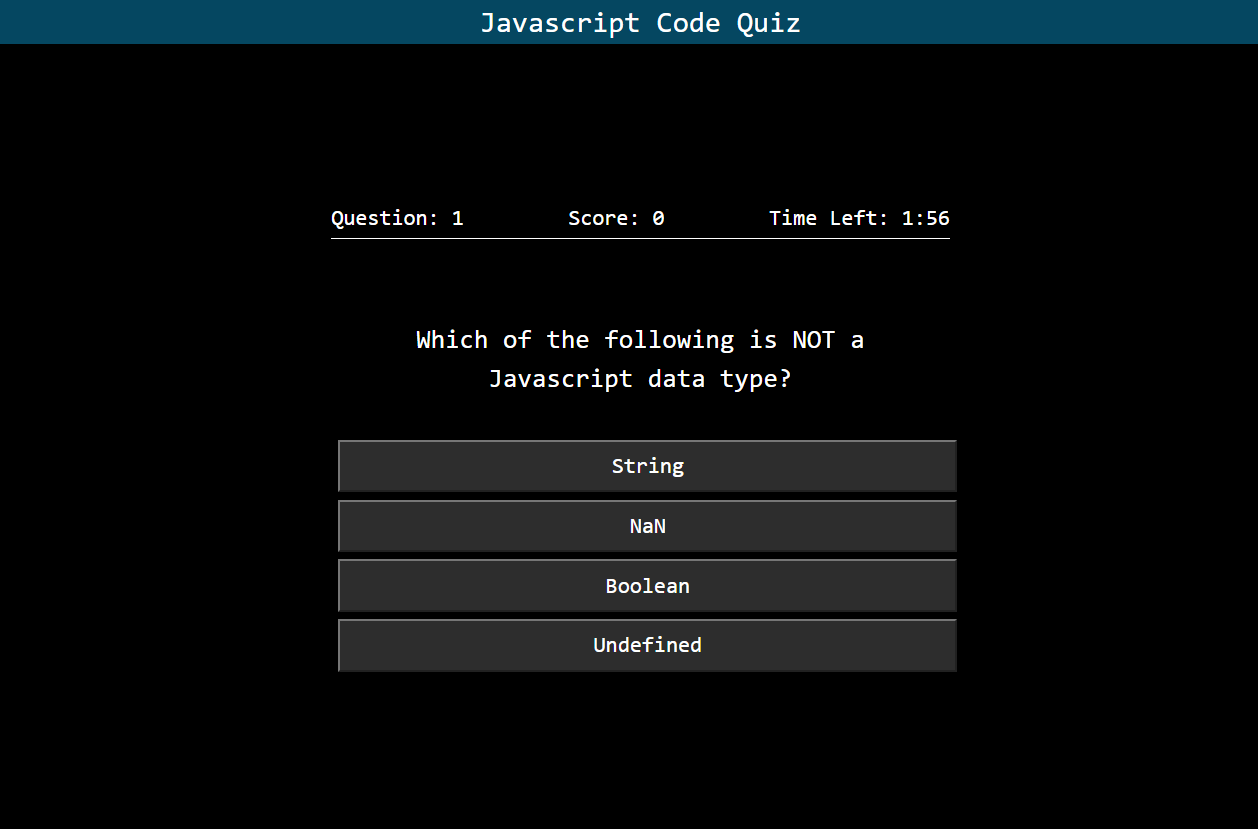 Javascript Code Quiz
Question: 1 Score: 0 Time Left: 1:56
Which of the following is NOT a
Javascript data type?
String
NaN
Boolean
Undefined